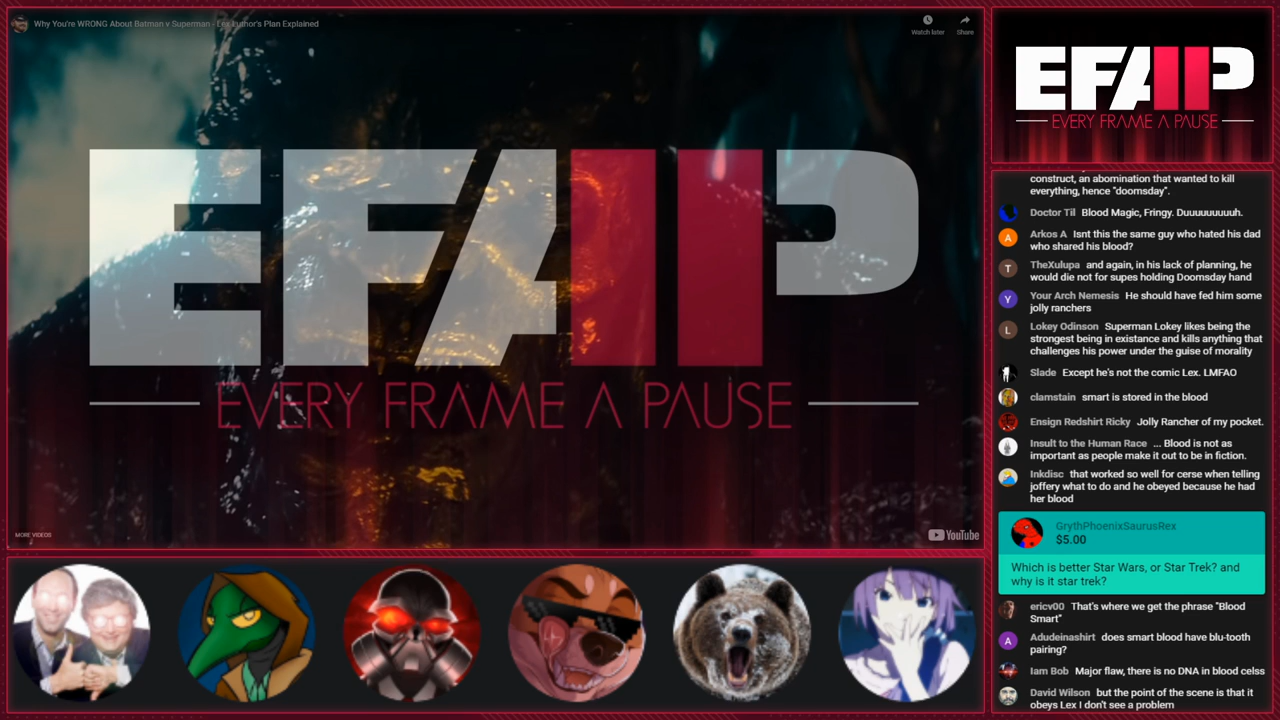 Why You're WRONG About Batman v Superman - Lex Luthor's Plan Explained
Watch later
Share
EFAP
EVERY FRAME A PAUSE
MORE VIDEOS
YouTube
EFAP
EVERY FRAME A PAUSE
construct, an abomination that wanted to kill
everything, hence "doomsday".
Doctor Til Blood Magic, Fringy. Duuuuuuuuuh.
Arkos A Isnt this the same guy who hated his dad
who shared his blood?
TheXulupa and again, in his lack of planning, he
would die not for supes holding Doomsday hand
Your Arch Nemesis He should have fed him some
jolly ranchers
Lokey Odinson Superman Lokey likes being the
strongest being in existance and kills anything that
challenges his power under the guise of morality
Slade Except he's not the comic Lex. LMFAO
clamstain smart is stored in the blood
Ensign Redshirt Ricky Jolly Rancher of my pocket.
Insult to the Human Race ... Blood is not as
important as people make it out to be in fiction.
Inkdisc that worked so well for cerse when telling
joffery what to do and he obeyed because he had
her blood
GrythPhoenixSaurusRex
$5.00
Which is better Star Wars, or Star Trek? and
why is it star trek?
ericv00 That's where we get the phrase "Blood
Smart"
Adudeinashirt does smart blood have blu-tooth
pairing?
Iam Bob Major flaw, there is no DNA in blood celss
David Wilson but the point of the scene is that it
obeys Lex I don't see a problem